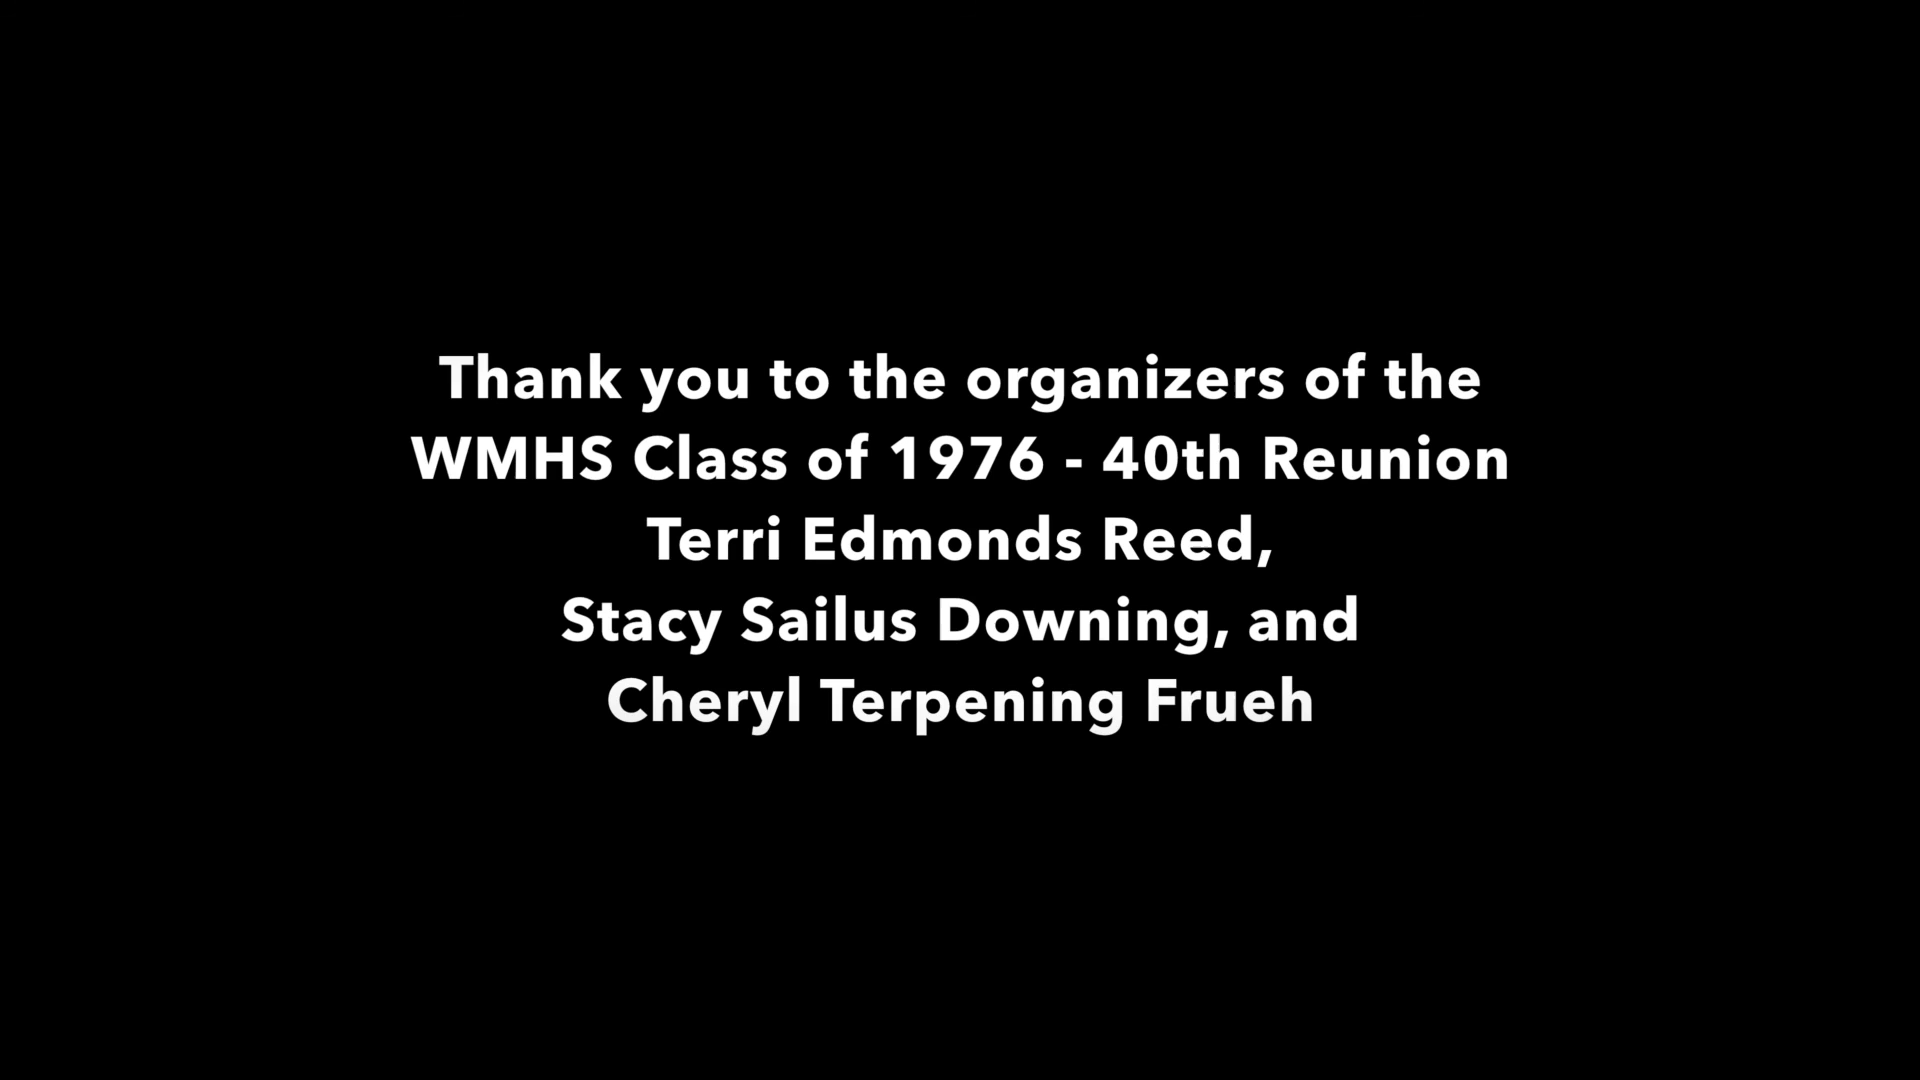 Thank you to the organizers of the
WMHS Class of 1976 - 40th Reunion
Terri Edmonds Reed,
Stacy Sailus Downing, and
Cheryl Terpening Frueh